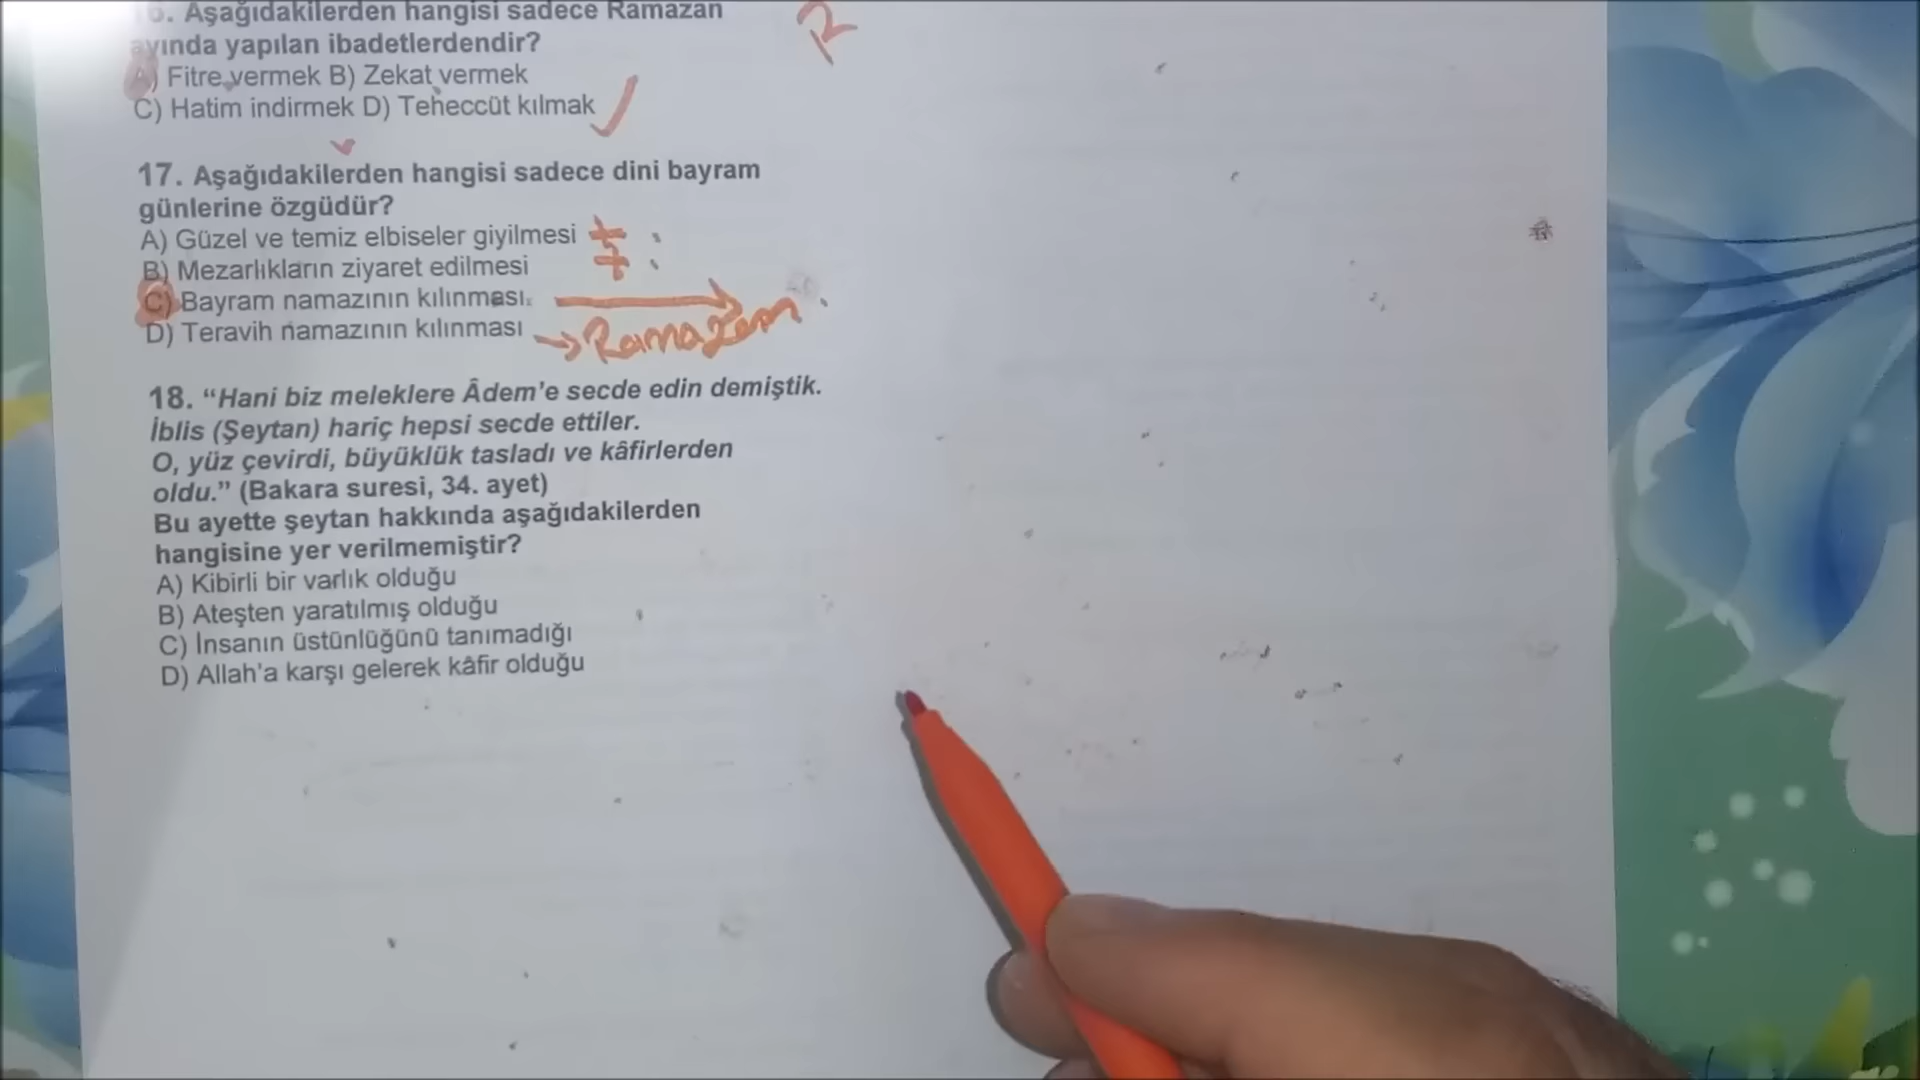 16. Aşağıdakilerden hangisi sadece Ramazan
ayında yapılan ibadetlerdendir?
A) Fitre vermek B) Zekat vermek
C) Hatim indirmek D) Teheccüt kılmak
17. Aşağıdakilerden hangisi sadece dini bayram
günlerine özgüdür?
A) Güzel ve temiz elbiseler giyilmesi
B) Mezarlıkların ziyaret edilmesi
C) Bayram namazının kılınması
D) Teravih namazının kılınması → Ramazan
18. “Hani biz meleklere Âdem'e secde edin demiştik.
İblis (Şeytan) hariç hepsi secde ettiler.
O, yüz çevirdi, büyüklük tasladı ve kâfirlerden
oldu.” (Bakara suresi, 34. ayet)
Bu ayette şeytan hakkında aşağıdakilerden
hangisine yer verilmemiştir?
A) Kibirli bir varlık olduğu
B) Ateşten yaratılmış olduğu
C) İnsanın üstünlüğünü tanımadığı
D) Allah'a karşı gelerek kâfir olduğu